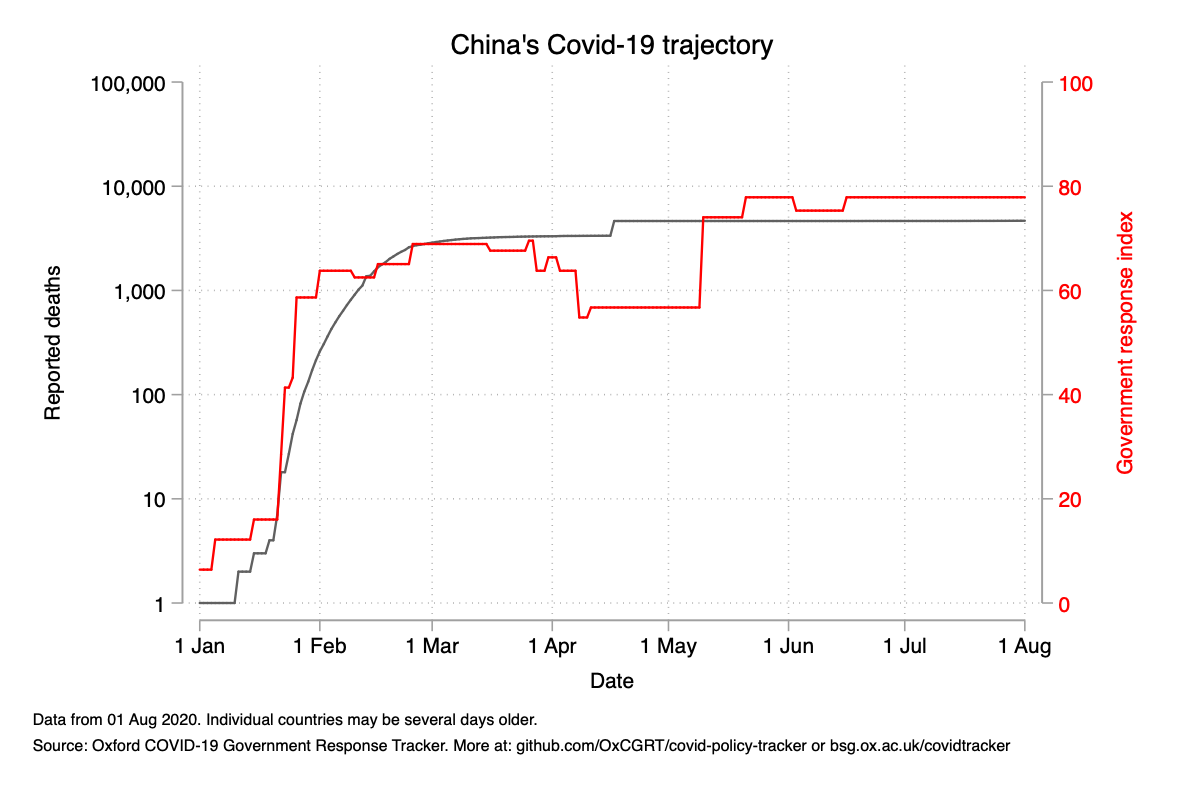 China's Covid-19 trajectory
100,000
10,000
1,000
100
10
1
Reported deaths
100
80
60
40
20
0
Government response index
1 Jan 1 Feb 1 Mar 1 Apr 1 May 1 Jun 1 Jul 1 Aug
Date
Data from 01 Aug 2020. Individual countries may be several days older.
Source: Oxford COVID-19 Government Response Tracker. More at: github.com/OxCGRT/covid-policy-tracker or bsg.ox.ac.uk/covidtracker